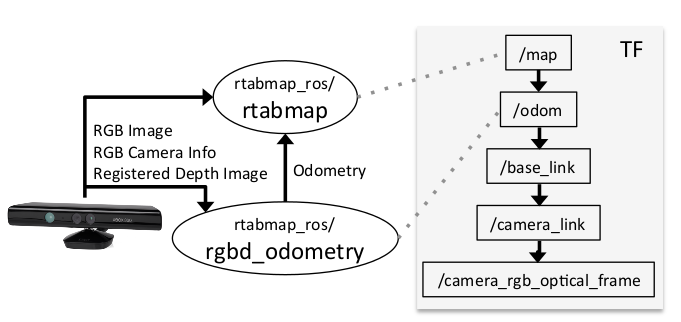 rtabmap_ros/
rtabmap
RGB Image
RGB Camera Info
Registered Depth Image
Odometry
rtabmap_ros/
rgbd_odometry
TF
/map
/odom
/base_link
/camera_link
/camera_rgb_optical_frame